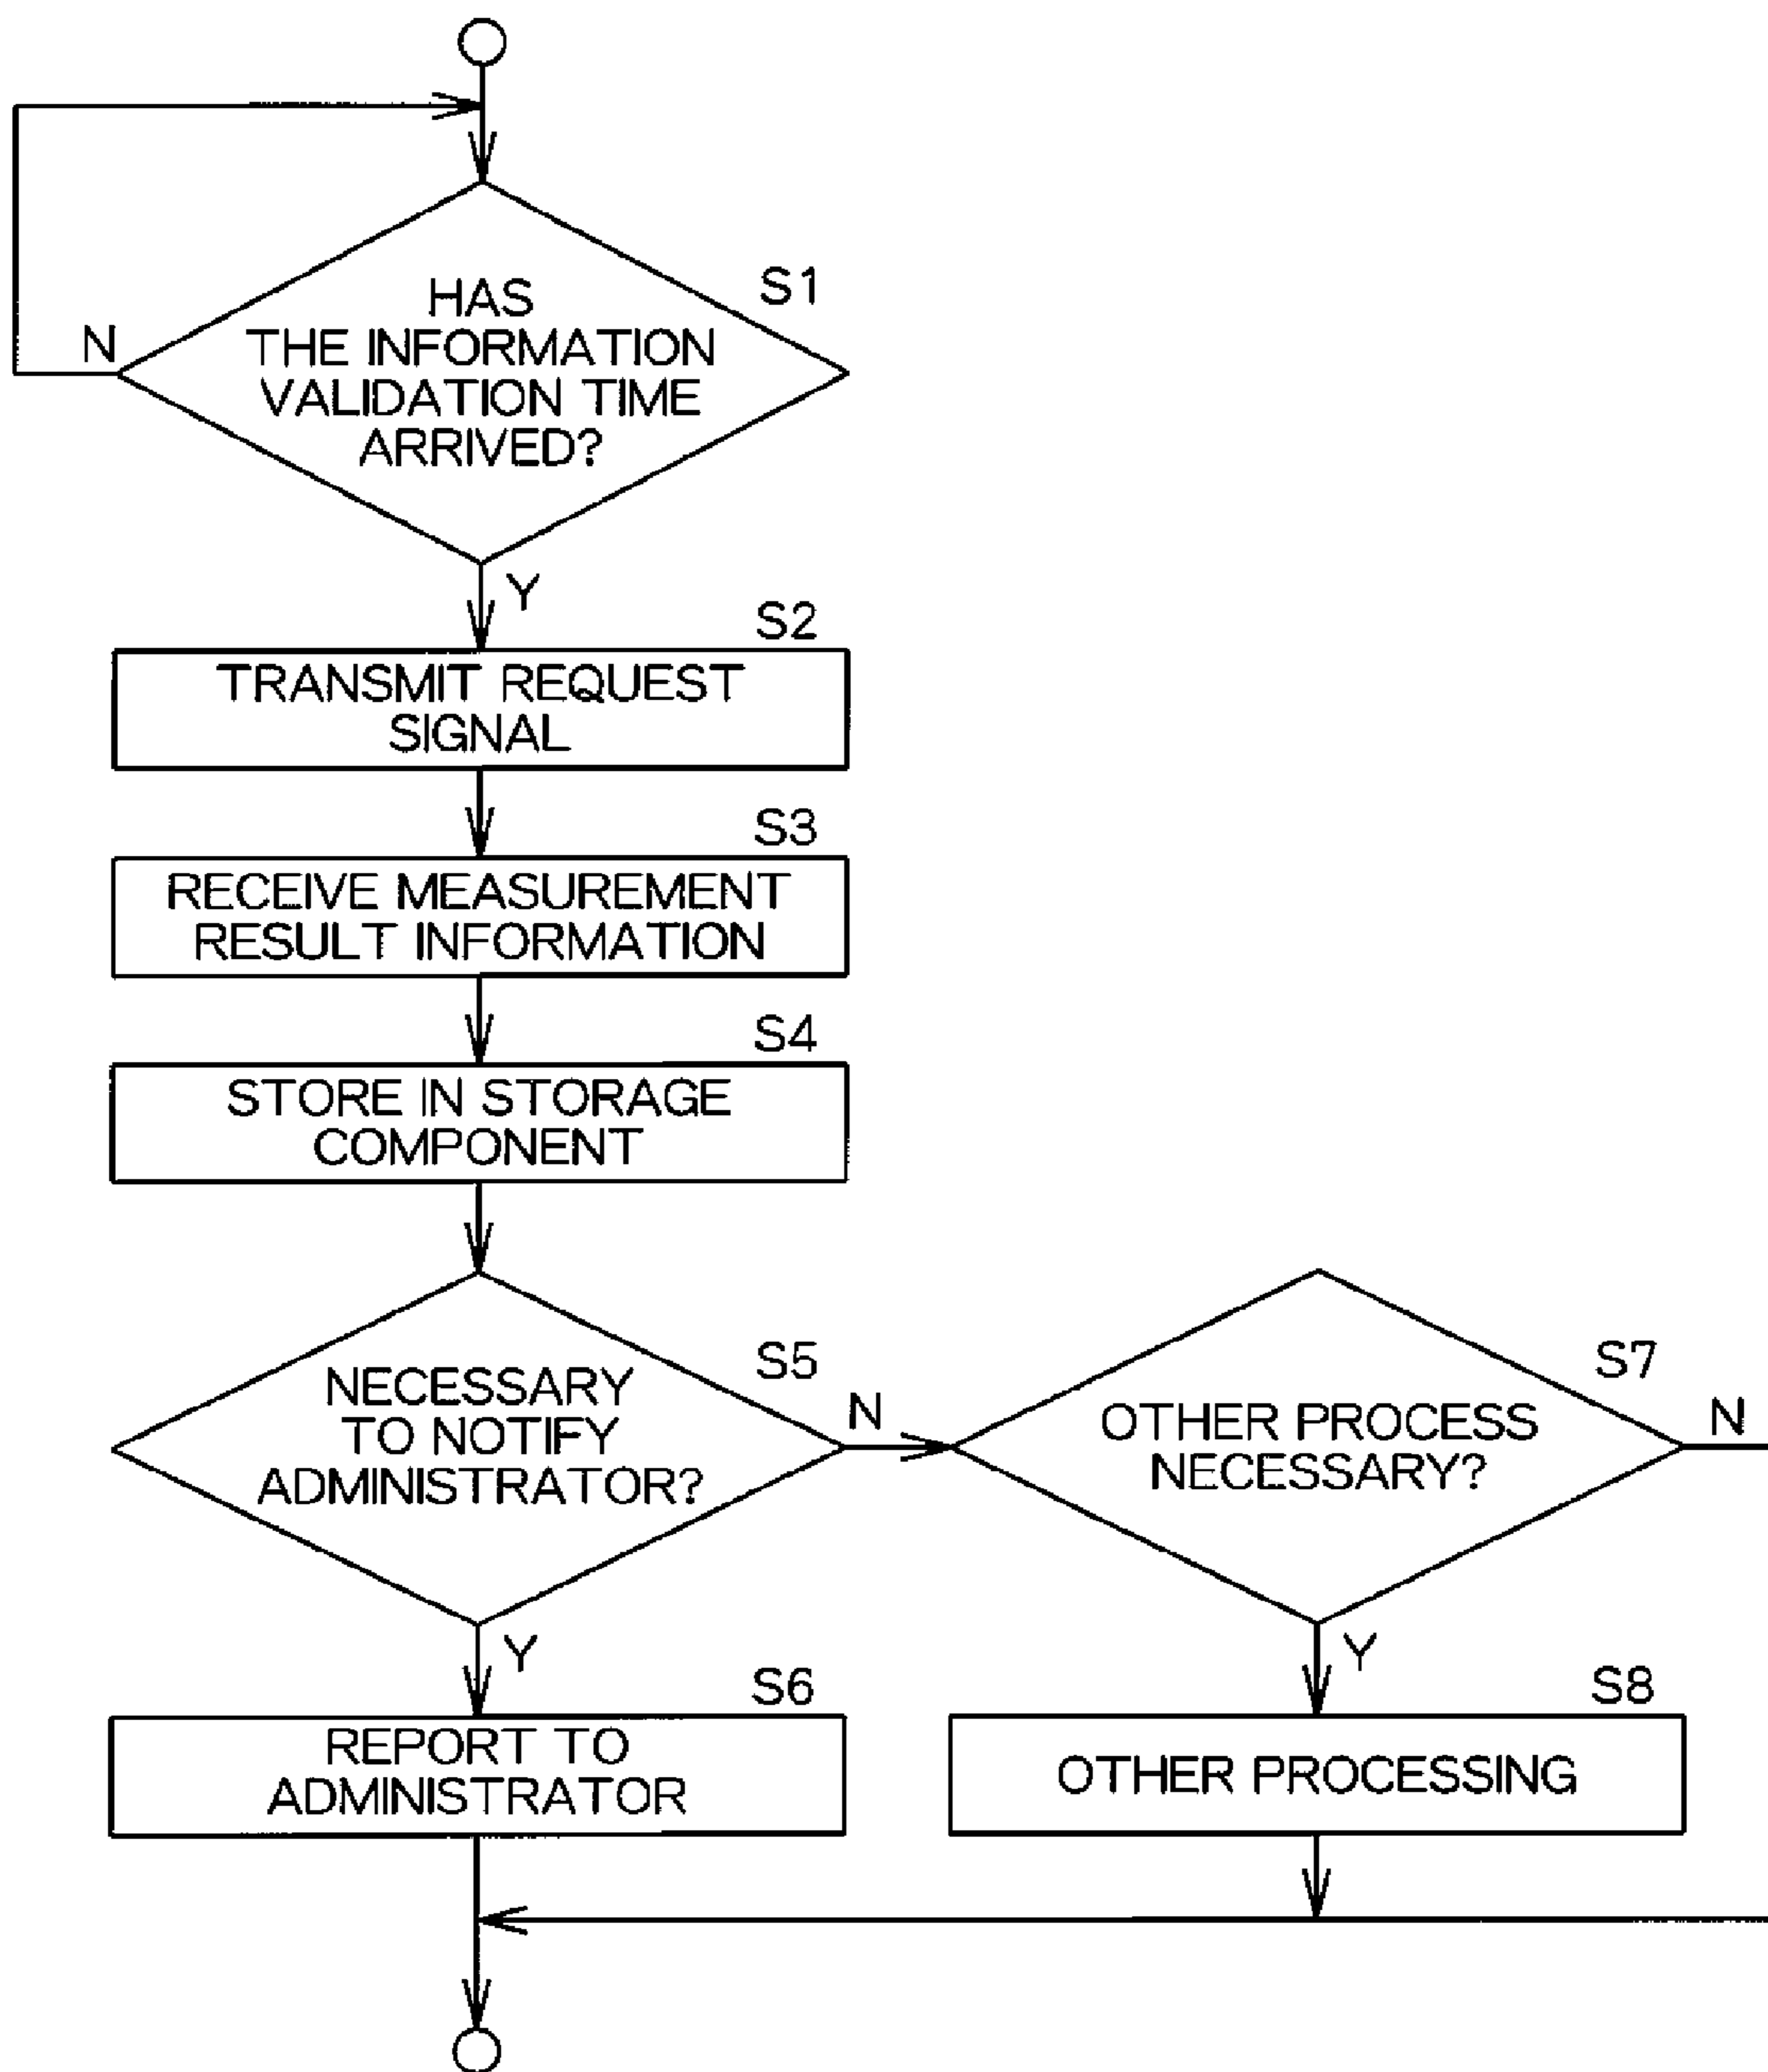 S1
HAS
THE INFORMATION
VALIDATION TIME
ARRIVED?
N
Y
S2
TRANSMIT REQUEST
SIGNAL
S3
RECEIVE MEASUREMENT
RESULT INFORMATION
S4
STORE IN STORAGE
COMPONENT
S5
NECESSARY
TO NOTIFY
ADMINISTRATOR?
N
Y
S7
OTHER PROCESS
NECESSARY?
N
Y
S6
REPORT TO
ADMINISTRATOR
S8
OTHER PROCESSING